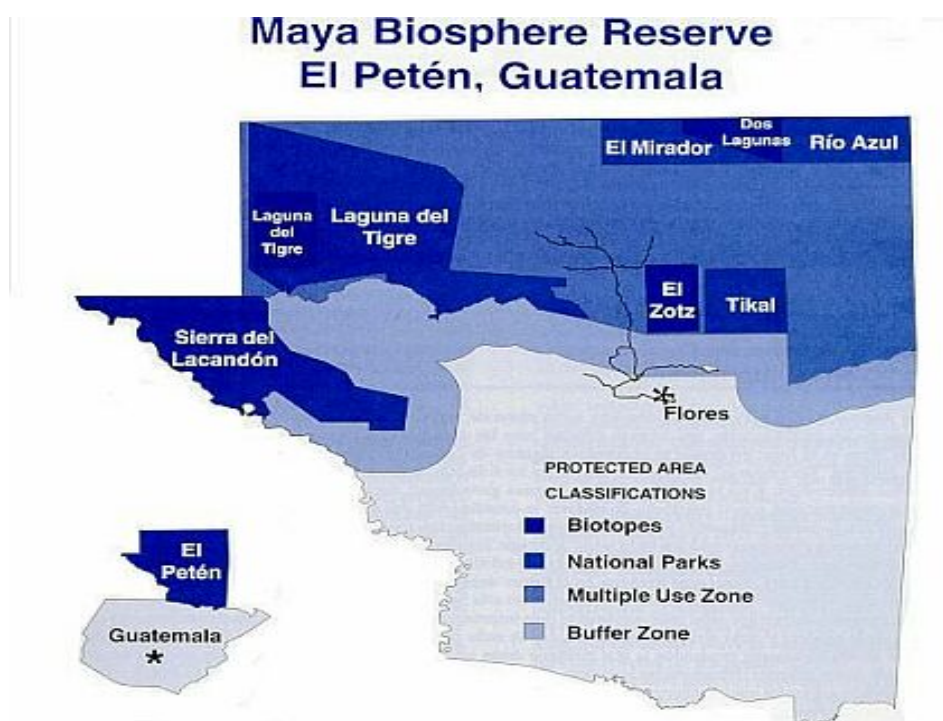 Maya Biosphere Reserve
El Petén, Guatemala
Dos
Lagunas
El Mirador
Río Azul
Laguna
del
Tigre
Laguna del
Tigre
El
Zotz
Tikal
Sierra del
Lacandón
Flores
PROTECTED AREA
CLASSIFICATIONS
Biotopes
National Parks
Multiple Use Zone
Buffer Zone
El
Petén
Guatemala